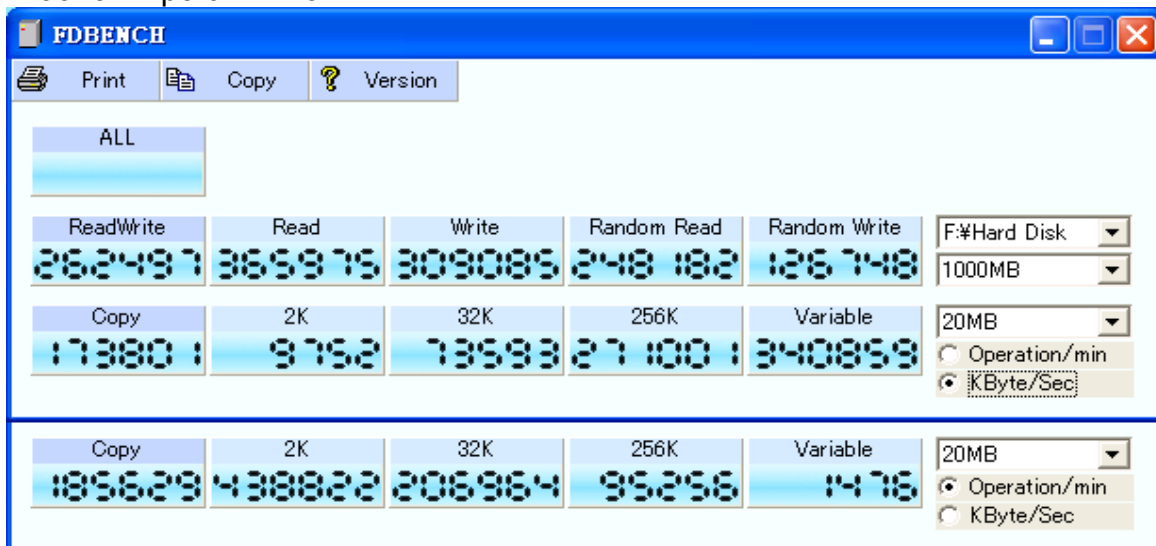 FDBENCH
Print Copy ? Version
ALL
ReadWrite Read Write Random Read Random Write
262497 365975 309085 248182 126748
F:¥Hard Disk
1000MB
Copy 2K 32K 256K Variable
173801 9752 73593 271001 340859
20MB
Operation/min
KByte/Sec
Copy 2K 32K 256K Variable
185629 438822 206964 95256 1476
20MB
Operation/min
KByte/Sec